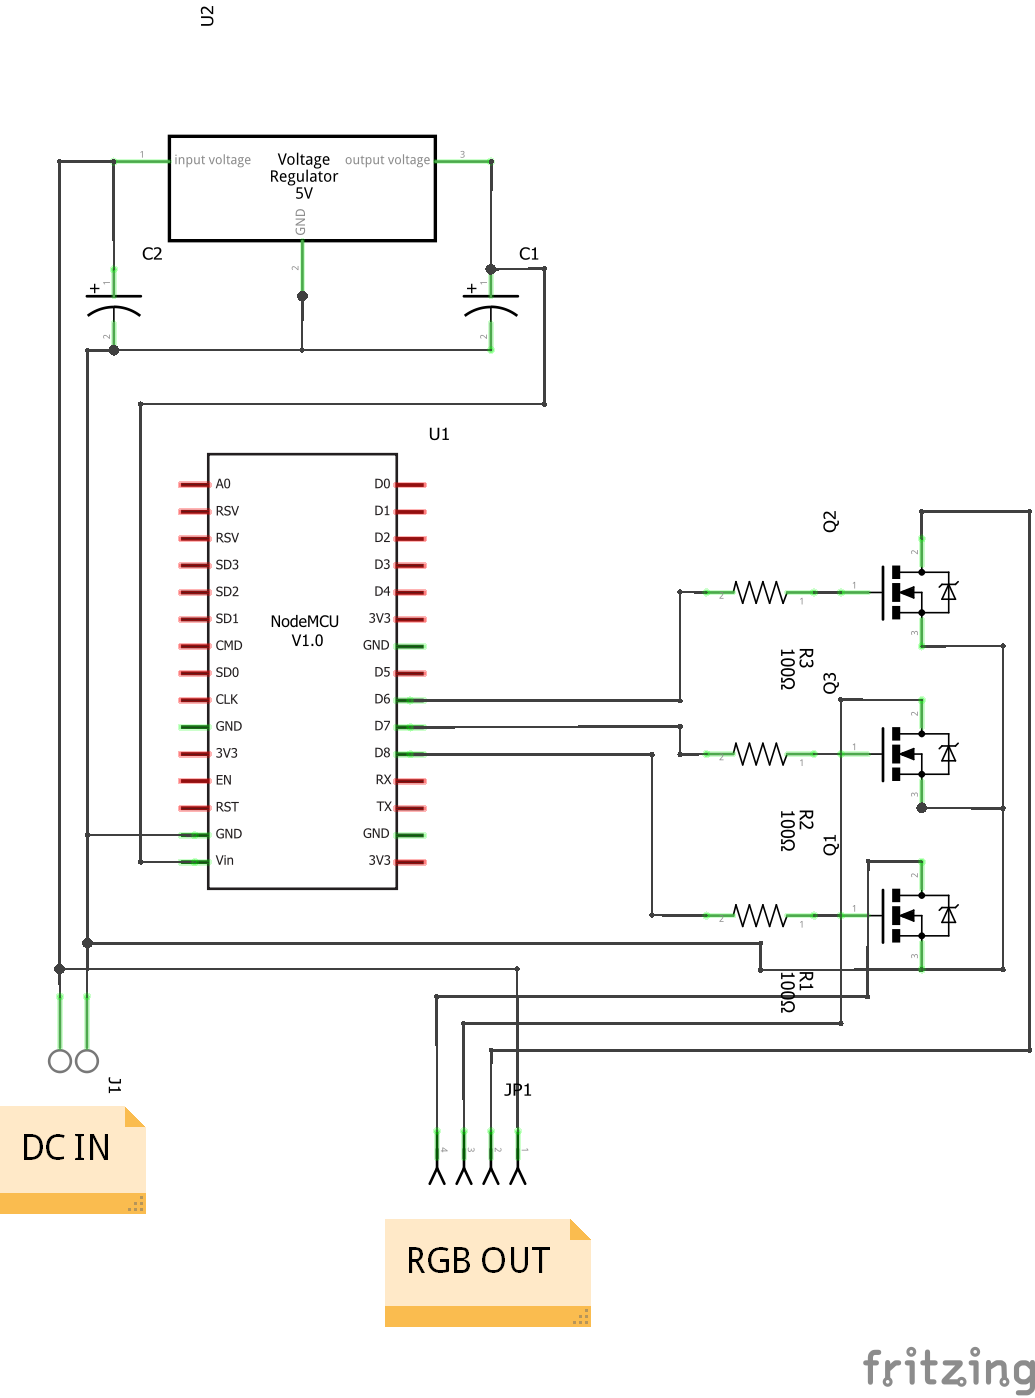 U2
1
input voltage
Voltage
Regulator
5V
output voltage
3
GND
2
C2
+
1
2
C1
+
1
2
U1
A0
RSV
RSV
SD3
SD2
SD1
CMD
SD0
CLK
GND
3V3
EN
RST
GND
Vin
NodeMCU
V1.0
D0
D1
D2
D3
D4
3V3
GND
D5
D6
D7
D8
RX
TX
GND
3V3
Q2
2
1
1
2
3
R3
100Ω
Q3
2
1
1
2
3
R2
100Ω
Q1
2
1
1
2
3
R1
100Ω
J1
DC IN
JP1
4
3
2
1
RGB OUT
fritzing